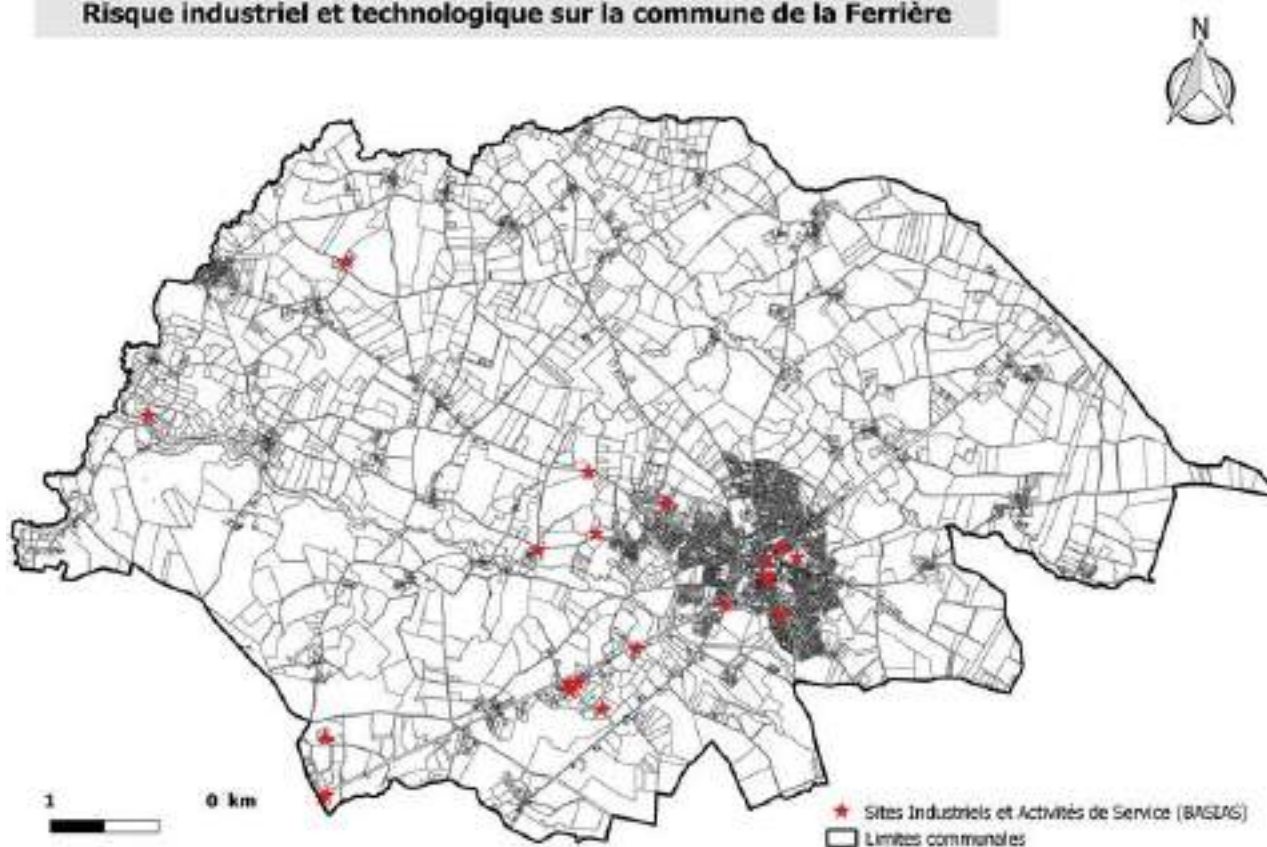 Risque industriel et technologique sur la commune de la Ferrière
N
1 0 km
Sites Industriels et Activités de Service (BASIAS)
Limites communales